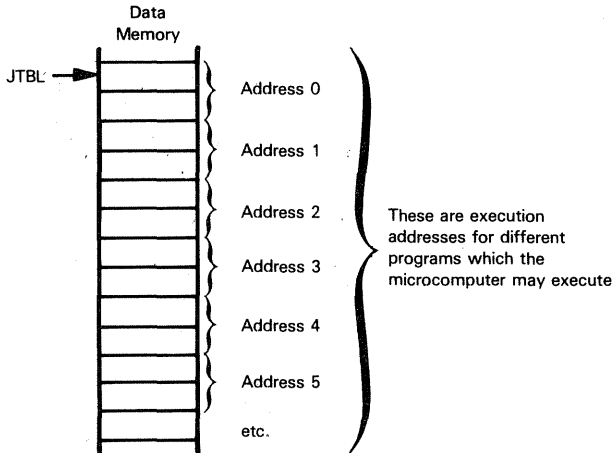 Data
Memory
JTBL
Address 0
Address 1
Address 2
Address 3
Address 4
Address 5
etc.
These are execution
addresses for different
programs which the
microcomputer may execute